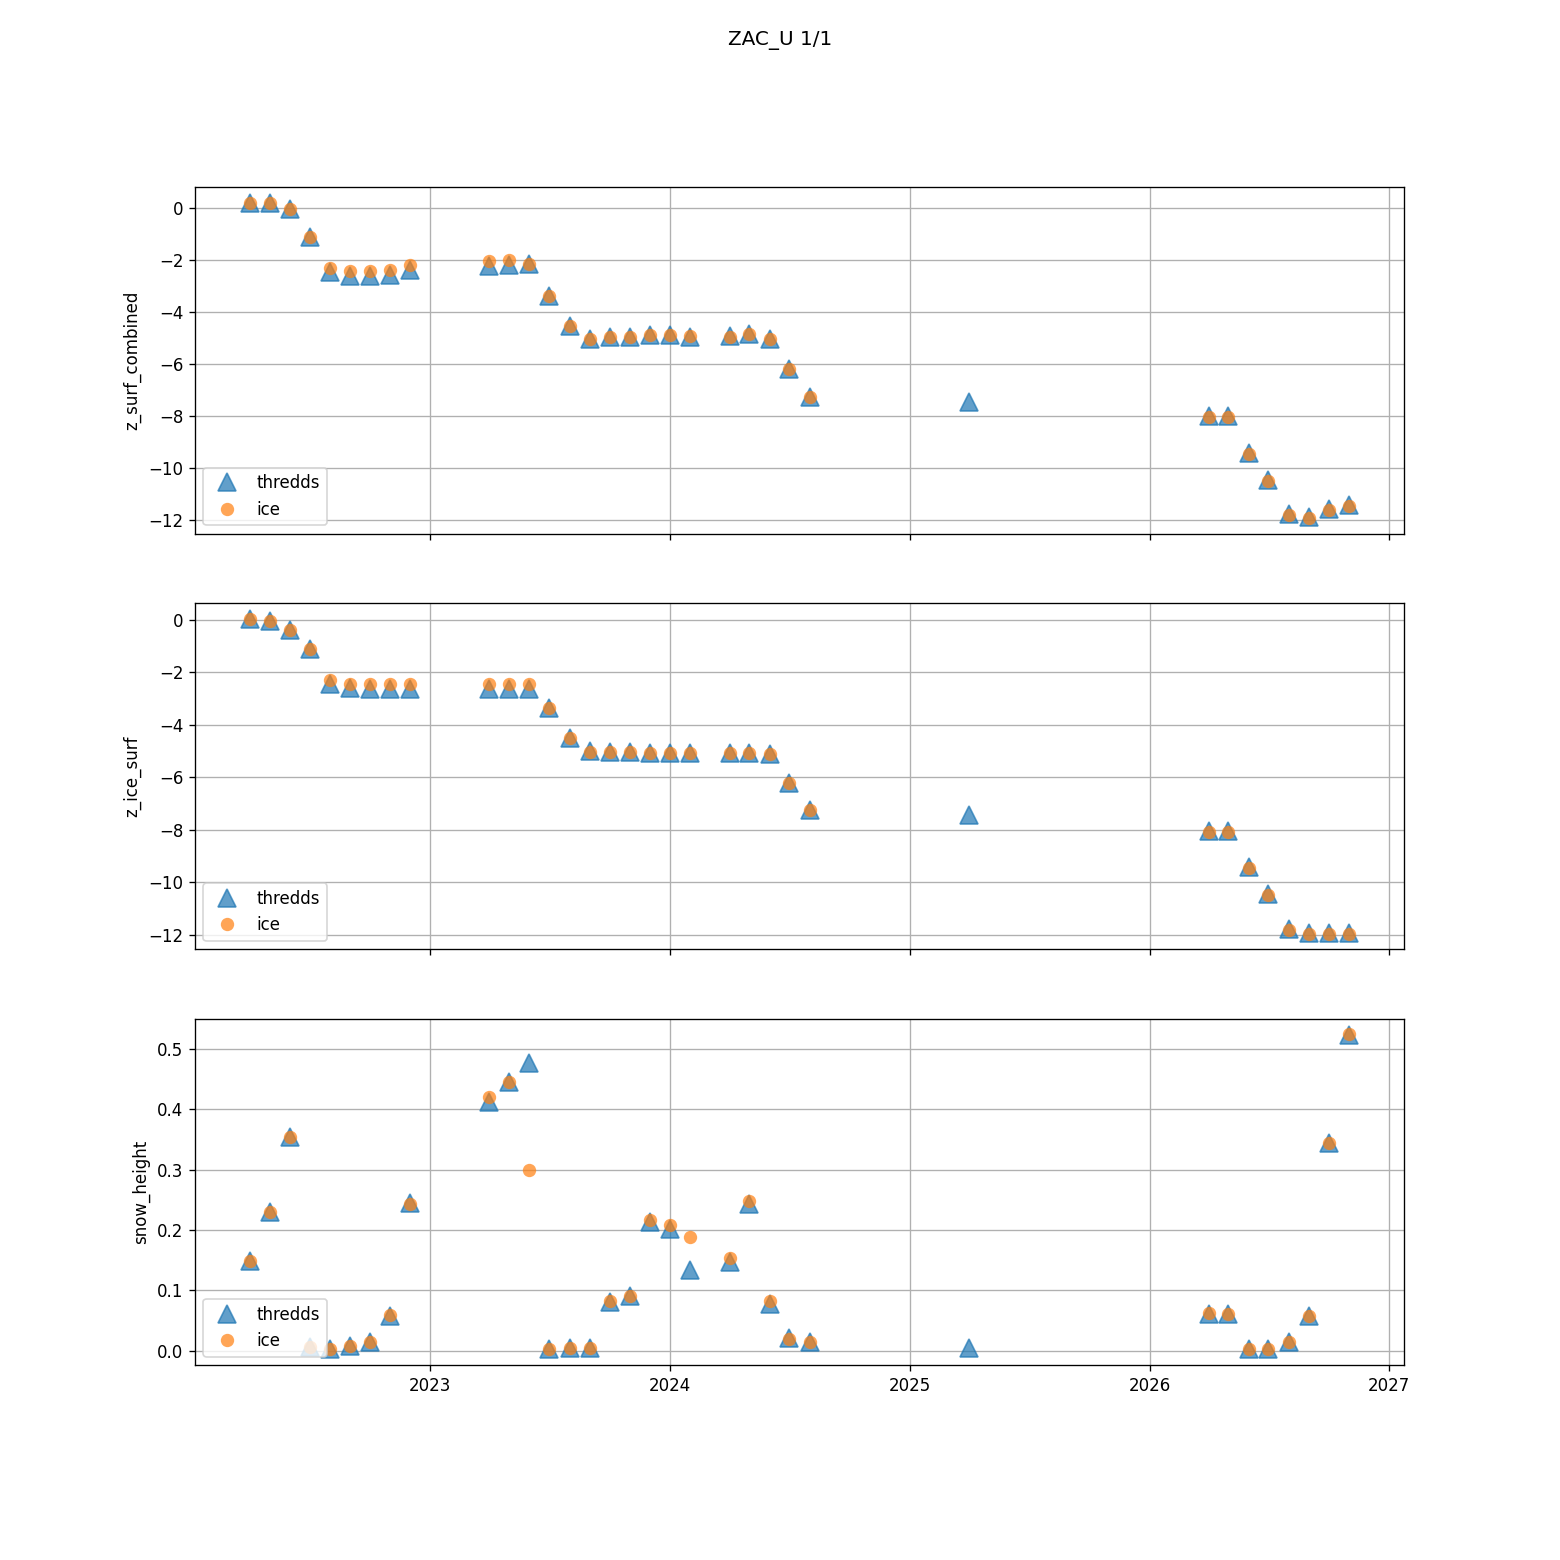 ZAC_U 1/1
z_surf_combined
0
−2
−4
−6
−8
−10
−12
thredds
ice
z_ice_surf
0
−2
−4
−6
−8
−10
−12
thredds
ice
snow_height
0.5
0.4
0.3
0.2
0.1
0.0
thredds
ice
2023 2024 2025 2026 2027